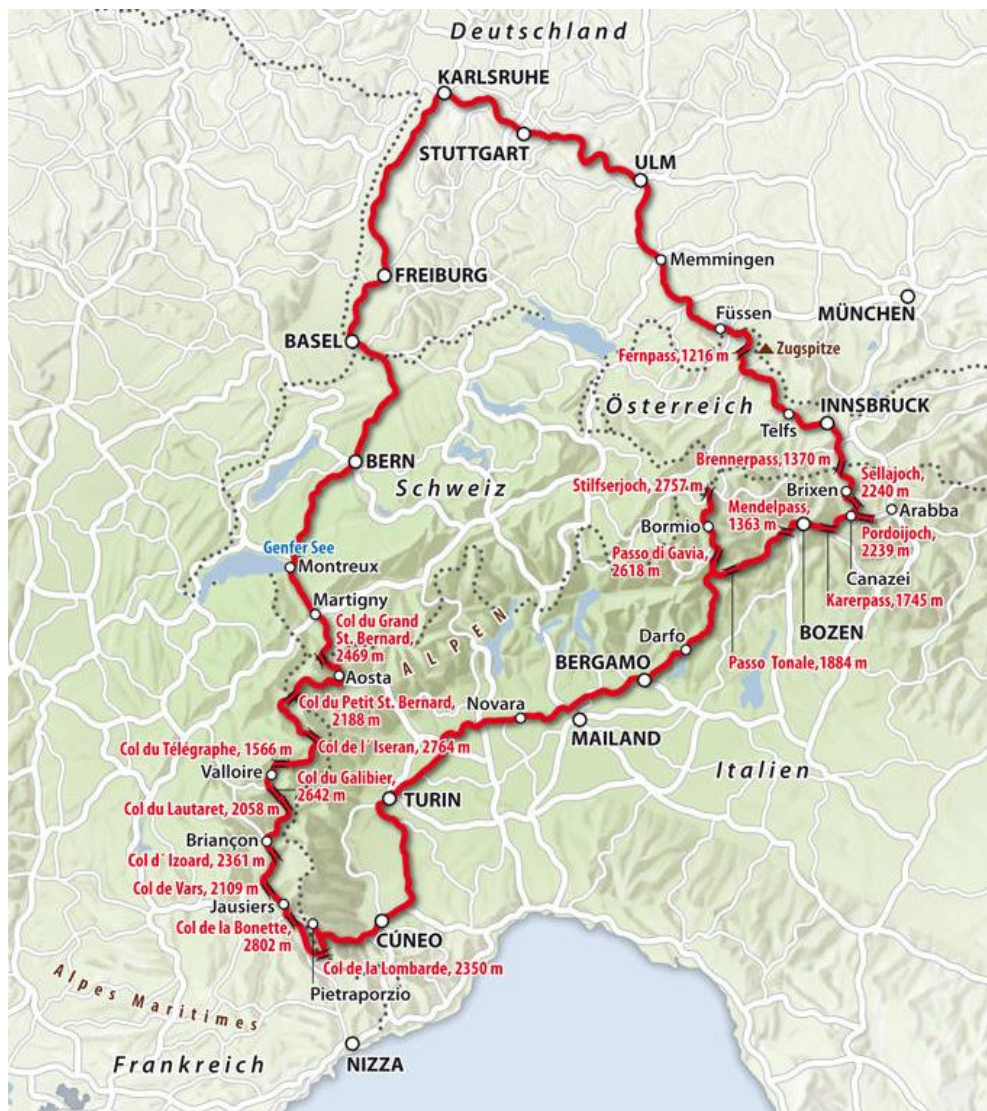 Deutschland
KARLSRUHE
STUTTGART
ULM
Memmingen
FREIBURG
MÜNCHEN
Füssen
BASEL
Fernpass,1216 m
Zugspitze
Österreich
INNSBRUCK
Telfs
BERN
Brennerpass,1370 m
Sellajoch,
2240 m
Schweiz
Stilfserjoch, 2757 m
Brixen
Mendelpass,
1363 m
Arabba
Bormio
Pordoijoch,
2239 m
Genfer See
Montreux
Passo di Gavia,
2618 m
Canazei
Karerpass,1745 m
Martigny
Col du Grand
St. Bernard,
2469 m
ALPEN
BOZEN
Darfo
Passo Tonale,1884 m
BERGAMO
Aosta
Col du Petit St. Bernard,
2188 m
Novara
MAILAND
Col du Télégraphe, 1566 m
Col de l´Iseran, 2764 m
Valloire
Col du Galibier,
2642 m
Italien
TURIN
Col du Lautaret, 2058 m
Briançon
Col d´Izoard, 2361 m
Col de Vars, 2109 m
Jausiers
Col de la Bonette,
2802 m
CÚNEO
Col de la Lombarde, 2350 m
Pietraporzio
Alpes Maritimes
Frankreich
NIZZA